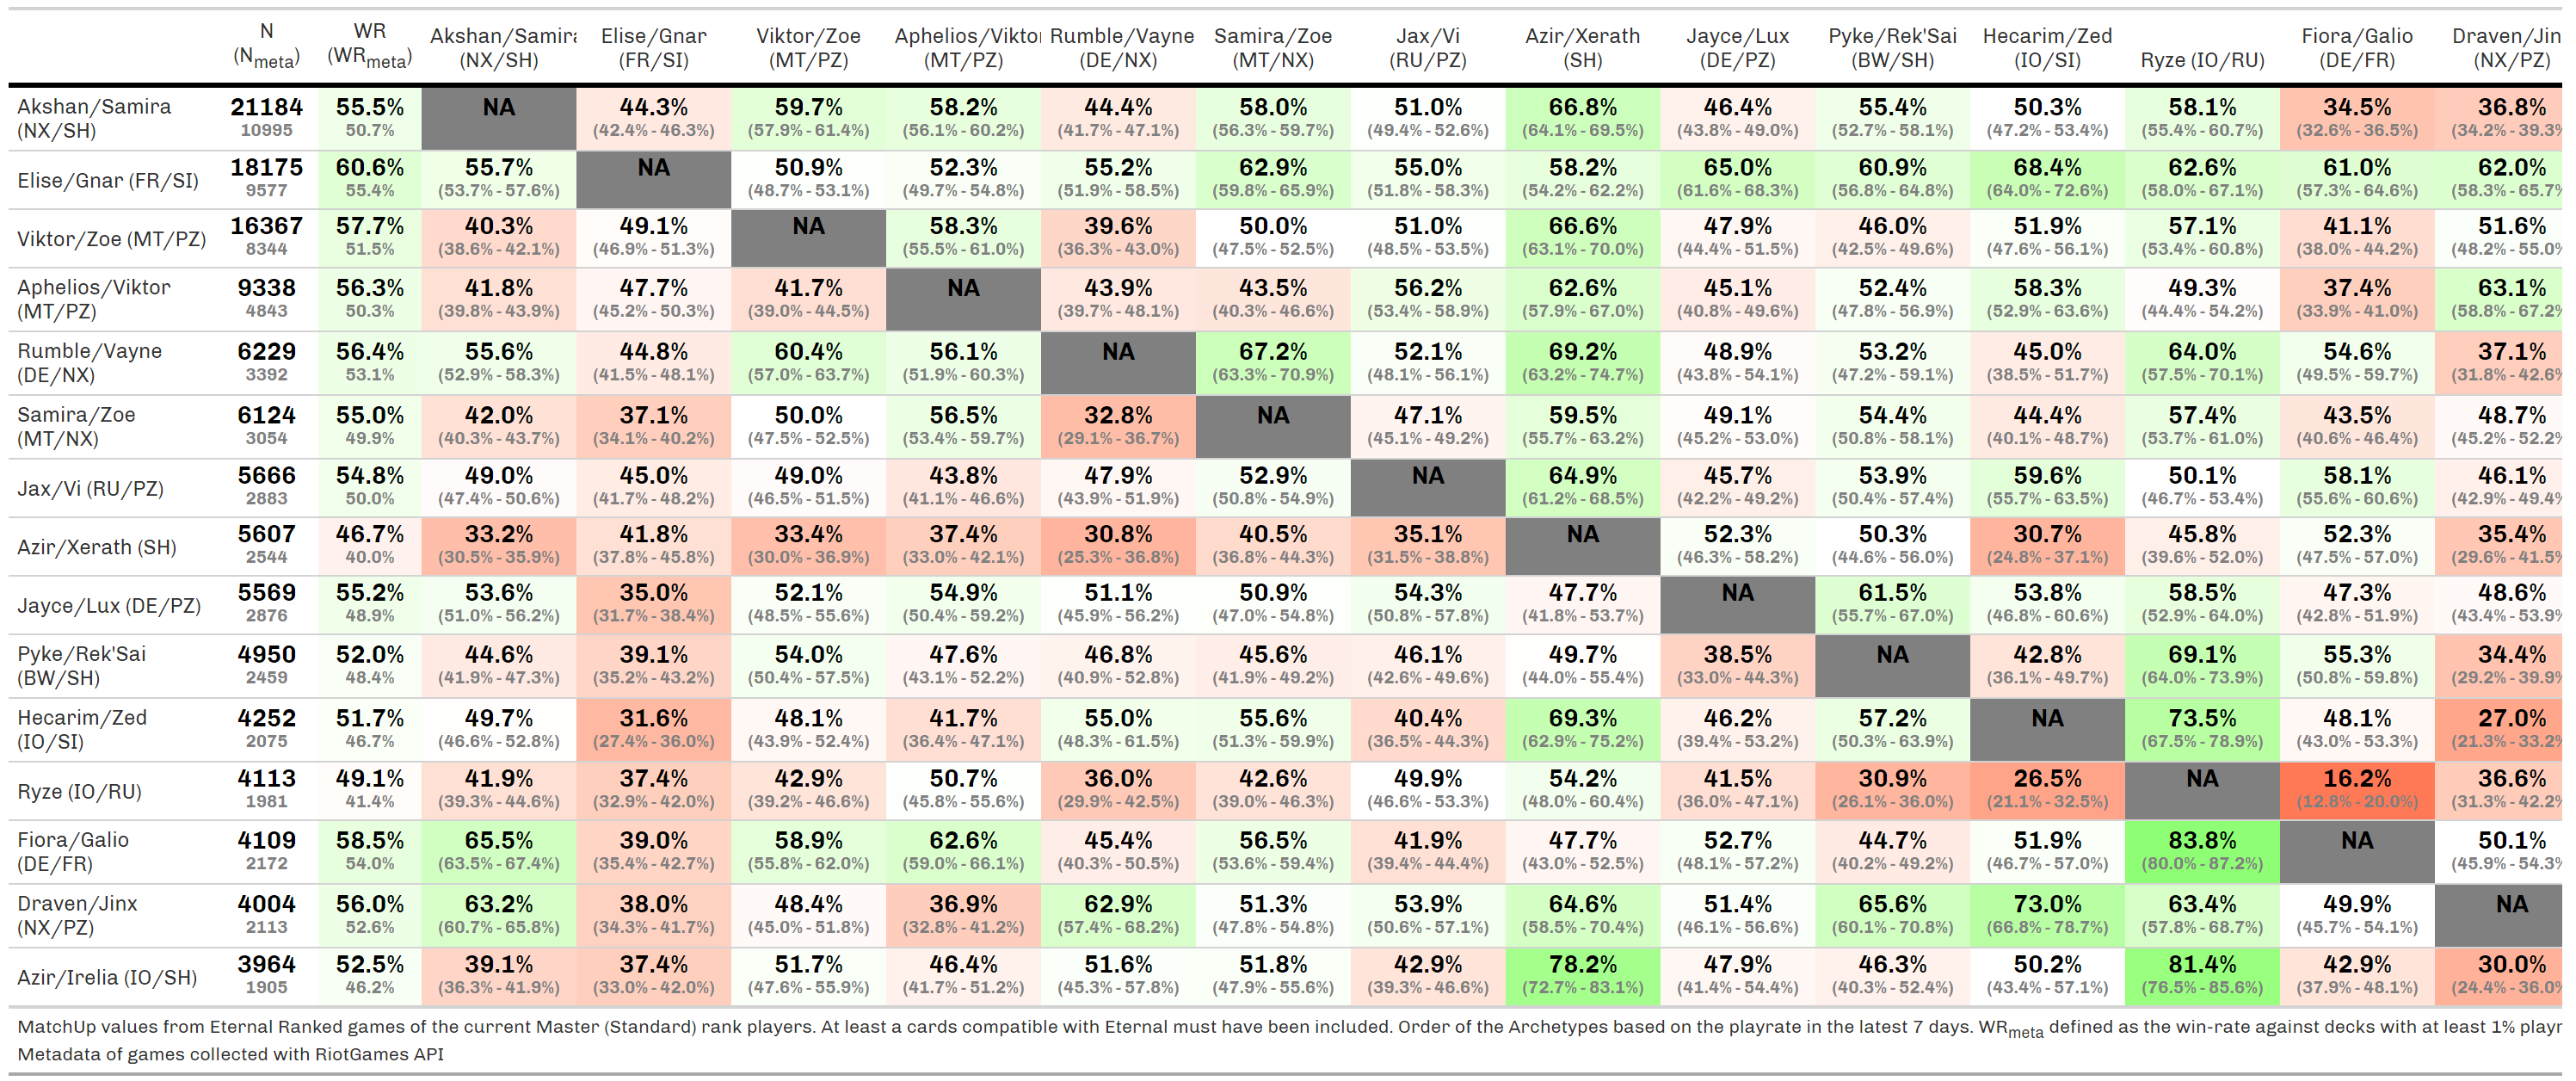 N WR Akshan/Samira Elise/Gnar Viktor/Zoe Aphelios/Viktor Rumble/Vayne Samira/Zoe Jax/Vi Azir/Xerath Jayce/Lux Pyke/Rek'Sai Hecarim/Zed Fiora/Galio Draven/Jin
(Nmeta) (WRmeta) (NX/SH) (FR/SI) (MT/PZ) (MT/PZ) (DE/NX) (MT/NX) (RU/PZ) (SH) (DE/PZ) (BW/SH) (IO/SI) Ryze (IO/RU) (DE/FR) (NX/PZ)
Akshan/Samira 21184 55.5% NA 44.3% 59.7% 58.2% 44.4% 58.0% 51.0% 66.8% 46.4% 55.4% 50.3% 58.1% 34.5% 36.8%
(NX/SH) 10995 50.7% (42.4% - 46.3%) (57.9% - 61.4%) (56.1% - 60.2%) (41.7% - 47.1%) (56.3% - 59.7%) (49.4% - 52.6%) (64.1% - 69.5%) (43.8% - 49.0%) (52.7% - 58.1%) (47.2% - 53.4%) (55.4% - 60.7%) (32.6% - 36.5%) (34.2% - 39.3%
Elise/Gnar (FR/SI) 18175 60.6% 55.7% NA 50.9% 52.3% 55.2% 62.9% 55.0% 58.2% 65.0% 60.9% 68.4% 62.6% 61.0% 62.0%
9577 55.4% (53.7% - 57.6%) (48.7% - 53.1%) (49.7% - 54.8%) (51.9% - 58.5%) (59.8% - 65.9%) (51.8% - 58.3%) (54.2% - 62.2%) (61.6% - 68.3%) (56.8% - 64.8%) (64.0% - 72.6%) (58.0% - 67.1%) (57.3% - 64.6%) (58.3% - 65.7%
Viktor/Zoe (MT/PZ) 16367 57.7% 40.3% 49.1% NA 58.3% 39.6% 50.0% 51.0% 66.6% 47.9% 46.0% 51.9% 57.1% 41.1% 51.6%
8344 51.5% (38.6% - 42.1%) (46.9% - 51.3%) (55.5% - 61.0%) (36.3% - 43.0%) (47.5% - 52.5%) (48.5% - 53.5%) (63.1% - 70.0%) (44.4% - 51.5%) (42.5% - 49.6%) (47.6% - 56.1%) (53.4% - 60.8%) (38.0% - 44.2%) (48.2% - 55.0%
Aphelios/Viktor 9338 56.3% 41.8% 47.7% 41.7% NA 43.9% 43.5% 56.2% 62.6% 45.1% 52.4% 58.3% 49.3% 37.4% 63.1%
(MT/PZ) 4843 50.3% (39.8% - 43.9%) (45.2% - 50.3%) (39.0% - 44.5%) (39.7% - 48.1%) (40.3% - 46.6%) (53.4% - 58.9%) (57.9% - 67.0%) (40.8% - 49.6%) (47.8% - 56.9%) (52.9% - 63.6%) (44.4% - 54.2%) (33.9% - 41.0%) (58.8% - 67.2%
Rumble/Vayne 6229 56.4% 55.6% 44.8% 60.4% 56.1% NA 67.2% 52.1% 69.2% 48.9% 53.2% 45.0% 64.0% 54.6% 37.1%
(DE/NX) 3392 53.1% (52.9% - 58.3%) (41.5% - 48.1%) (57.0% - 63.7%) (51.9% - 60.3%) (63.3% - 70.9%) (48.1% - 56.1%) (63.2% - 74.7%) (43.8% - 54.1%) (47.2% - 59.1%) (38.5% - 51.7%) (57.5% - 70.1%) (49.5% - 59.7%) (31.8% - 42.6%
Samira/Zoe 6124 55.0% 42.0% 37.1% 50.0% 56.5% 32.8% NA 47.1% 59.5% 49.1% 54.4% 44.4% 57.4% 43.5% 48.7%
(MT/NX) 3054 49.9% (40.3% - 43.7%) (34.1% - 40.2%) (47.5% - 52.5%) (53.4% - 59.7%) (29.1% - 36.7%) (45.1% - 49.2%) (55.7% - 63.2%) (45.2% - 53.0%) (50.8% - 58.1%) (40.1% - 48.7%) (53.7% - 61.0%) (40.6% - 46.4%) (45.2% - 52.2%
Jax/Vi (RU/PZ) 5666 54.8% 49.0% 45.0% 49.0% 43.8% 47.9% 52.9% NA 64.9% 45.7% 53.9% 59.6% 50.1% 58.1% 46.1%
2883 50.0% (47.4% - 50.6%) (41.7% - 48.2%) (46.5% - 51.5%) (41.1% - 46.6%) (43.9% - 51.9%) (50.8% - 54.9%) (61.2% - 68.5%) (42.2% - 49.2%) (50.4% - 57.4%) (55.7% - 63.5%) (46.7% - 53.4%) (55.6% - 60.6%) (42.9% - 49.4%
Azir/Xerath (SH) 5607 46.7% 33.2% 41.8% 33.4% 37.4% 30.8% 40.5% 35.1% NA 52.3% 50.3% 30.7% 45.8% 52.3% 35.4%
2544 40.0% (30.5% - 35.9%) (37.8% - 45.8%) (30.0% - 36.9%) (33.0% - 42.1%) (25.3% - 36.8%) (36.8% - 44.3%) (31.5% - 38.8%) (46.3% - 58.2%) (44.6% - 56.0%) (24.8% - 37.1%) (39.6% - 52.0%) (47.5% - 57.0%) (29.6% - 41.5%
Jayce/Lux (DE/PZ) 5569 55.2% 53.6% 35.0% 52.1% 54.9% 51.1% 50.9% 54.3% 47.7% NA 61.5% 53.8% 58.5% 47.3% 48.6%
2876 48.9% (51.0% - 56.2%) (31.7% - 38.4%) (48.5% - 55.6%) (50.4% - 59.2%) (45.9% - 56.2%) (47.0% - 54.8%) (50.8% - 57.8%) (41.8% - 53.7%) (55.7% - 67.0%) (46.8% - 60.6%) (52.9% - 64.0%) (42.8% - 51.9%) (43.4% - 53.9%
Pyke/Rek'Sai 4950 52.0% 44.6% 39.1% 54.0% 47.6% 46.8% 45.6% 46.1% 49.7% 38.5% NA 42.8% 69.1% 55.3% 34.4%
(BW/SH) 2459 48.4% (41.9% - 47.3%) (35.2% - 43.2%) (50.4% - 57.5%) (43.1% - 52.2%) (40.9% - 52.8%) (41.9% - 49.2%) (42.6% - 49.6%) (44.0% - 55.4%) (33.0% - 44.3%) (36.1% - 49.7%) (64.0% - 73.9%) (50.8% - 59.8%) (29.2% - 39.9%
Hecarim/Zed 4252 51.7% 49.7% 31.6% 48.1% 41.7% 55.0% 55.6% 40.4% 69.3% 46.2% 57.2% NA 73.5% 48.1% 27.0%
(IO/SI) 2075 46.7% (46.6% - 52.8%) (27.4% - 36.0%) (43.9% - 52.4%) (36.4% - 47.1%) (48.3% - 61.5%) (51.3% - 59.9%) (36.5% - 44.3%) (62.9% - 75.2%) (39.4% - 53.2%) (50.3% - 63.9%) (67.5% - 78.9%) (43.0% - 53.3%) (21.3% - 33.2%
Ryze (IO/RU) 4113 49.1% 41.9% 37.4% 42.9% 50.7% 36.0% 42.6% 49.9% 54.2% 41.5% 30.9% 26.5% NA 16.2% 36.6%
1981 41.4% (39.3% - 44.6%) (32.9% - 42.0%) (39.2% - 46.6%) (45.8% - 55.6%) (29.9% - 42.5%) (39.0% - 46.3%) (46.6% - 53.3%) (48.0% - 60.4%) (36.0% - 47.1%) (26.1% - 36.0%) (21.1% - 32.5%) (12.8% - 20.0%) (31.3% - 42.2%
Fiora/Galio 4109 58.5% 65.5% 39.0% 58.9% 62.6% 45.4% 56.5% 41.9% 47.7% 52.7% 44.7% 51.9% 83.8% NA 50.1%
(DE/FR) 2172 54.0% (63.5% - 67.4%) (35.4% - 42.7%) (55.8% - 62.0%) (59.0% - 66.1%) (40.3% - 50.5%) (53.6% - 59.4%) (39.4% - 44.4%) (43.0% - 52.5%) (48.1% - 57.2%) (40.2% - 49.2%) (46.7% - 57.0%) (80.0% - 87.2%) (45.9% - 54.3%
Draven/Jinx 4004 56.0% 63.2% 38.0% 48.4% 36.9% 62.9% 51.3% 53.9% 64.6% 51.4% 65.6% 73.0% 63.4% 49.9% NA
(NX/PZ) 2113 52.6% (60.7% - 65.8%) (34.3% - 41.7%) (45.0% - 51.8%) (32.8% - 41.2%) (57.4% - 68.2%) (47.8% - 54.8%) (50.6% - 57.1%) (58.5% - 70.4%) (46.1% - 56.6%) (60.1% - 70.8%) (66.8% - 78.7%) (57.8% - 68.7%) (45.7% - 54.1%)
Azir/Irelia (IO/SH) 3964 52.5% 39.1% 37.4% 51.7% 46.4% 51.6% 51.8% 42.9% 78.2% 47.9% 46.3% 50.2% 81.4% 42.9% 30.0%
1905 46.2% (36.3% - 41.9%) (33.0% - 42.0%) (47.6% - 55.9%) (41.7% - 51.2%) (45.3% - 57.8%) (47.9% - 55.6%) (39.3% - 46.6%) (72.7% - 83.1%) (41.4% - 54.4%) (40.3% - 52.4%) (43.4% - 57.1%) (76.5% - 85.6%) (37.9% - 48.1%) (24.4% - 36.0%
MatchUp values from Eternal Ranked games of the current Master (Standard) rank players. At least a cards compatible with Eternal must have been included. Order of the Archetypes based on the playrate in the latest 7 days. WRmeta defined as the win-rate against decks with at least 1% playr
Metadata of games collected with RiotGames API